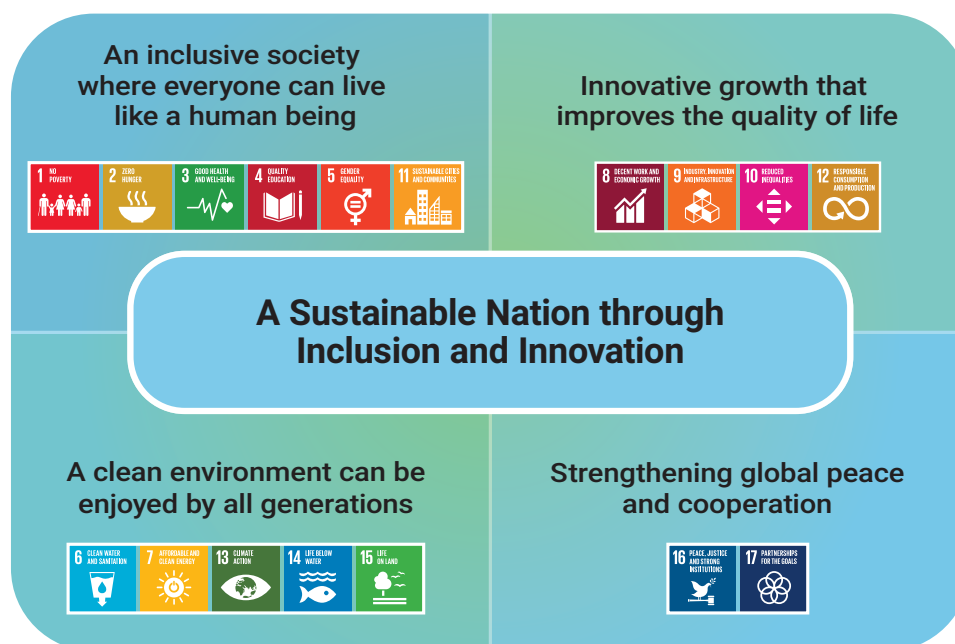 An inclusive society
where everyone can live
like a human being
1 NO
POVERTY
2 ZERO
HUNGER
3 GOOD HEALTH
AND WELL-BEING
4 QUALITY
EDUCATION
5 GENDER
EQUALITY
11 SUSTAINABLE CITIES
AND COMMUNITIES
Innovative growth that
improves the quality of life
8 DECENT WORK AND
ECONOMIC GROWTH
9 INDUSTRY, INNOVATION
AND INFRASTRUCTURE
10 REDUCED
INEQUALITIES
12 RESPONSIBLE
CONSUMPTION
AND PRODUCTION
A Sustainable Nation through
Inclusion and Innovation
A clean environment can be
enjoyed by all generations
6 CLEAN WATER
AND SANITATION
7 AFFORDABLE AND
CLEAN ENERGY
13 CLIMATE
ACTION
14 LIFE BELOW
WATER
15 LIFE
ON LAND
Strengthening global peace
and cooperation
16 PEACE, JUSTICE
AND STRONG
INSTITUTIONS
17 PARTNERSHIPS
FOR THE GOALS